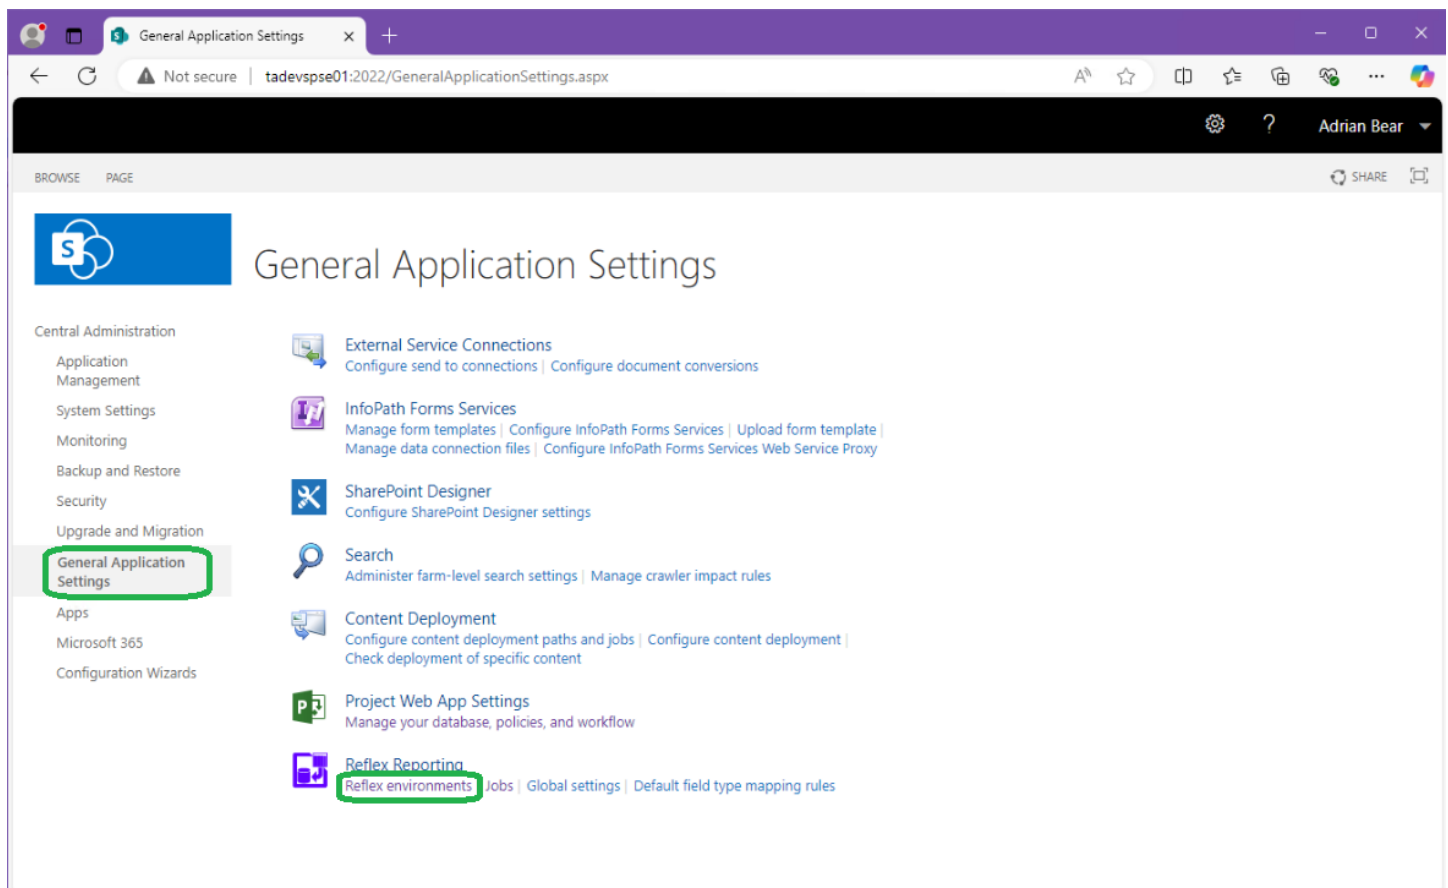 General Application Settings
Not secure | tadevspse01:2022/GeneralApplicationSettings.aspx
Adrian Bear
BROWSE PAGE
SHARE
S
General Application Settings
Central Administration
Application
Management
System Settings
Monitoring
Backup and Restore
Security
Upgrade and Migration
General Application
Settings
Apps
Microsoft 365
Configuration Wizards
External Service Connections
Configure send to connections | Configure document conversions
InfoPath Forms Services
Manage form templates | Configure InfoPath Forms Services | Upload form template |
Manage data connection files | Configure InfoPath Forms Services Web Service Proxy
SharePoint Designer
Configure SharePoint Designer settings
Search
Administer farm-level search settings | Manage crawler impact rules
Content Deployment
Configure content deployment paths and jobs | Configure content deployment |
Check deployment of specific content
Project Web App Settings
Manage your database, policies, and workflow
Reflex Reporting
Reflex environments Jobs | Global settings | Default field type mapping rules